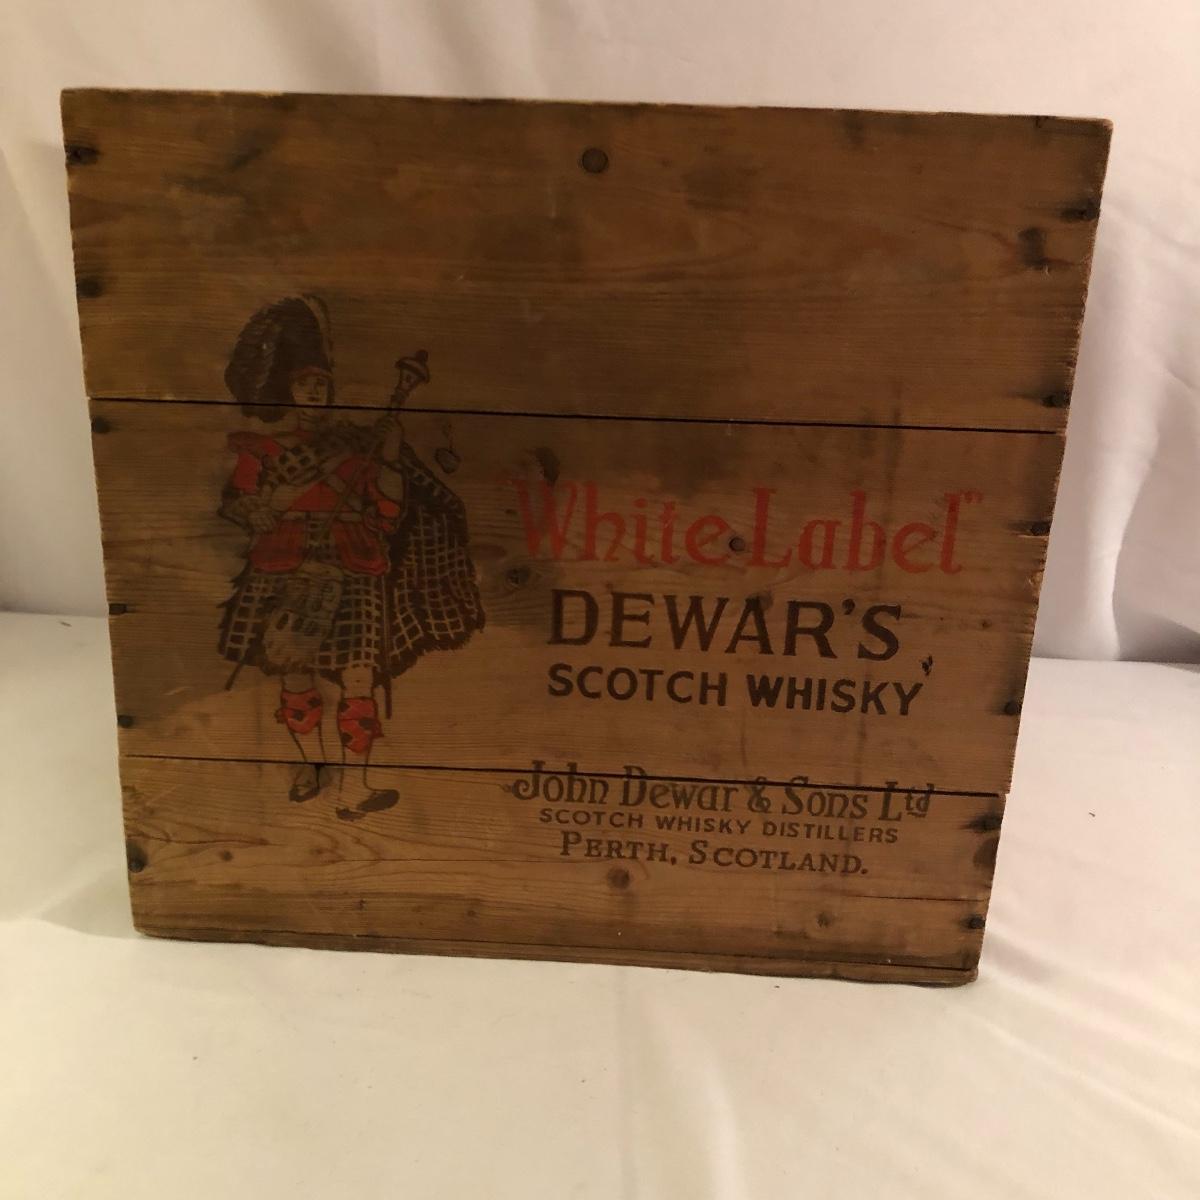 "White Label"
DEWAR'S
SCOTCH WHISKY
John Dewar & Sons Ltd
SCOTCH WHISKY DISTILLERS
PERTH, SCOTLAND.